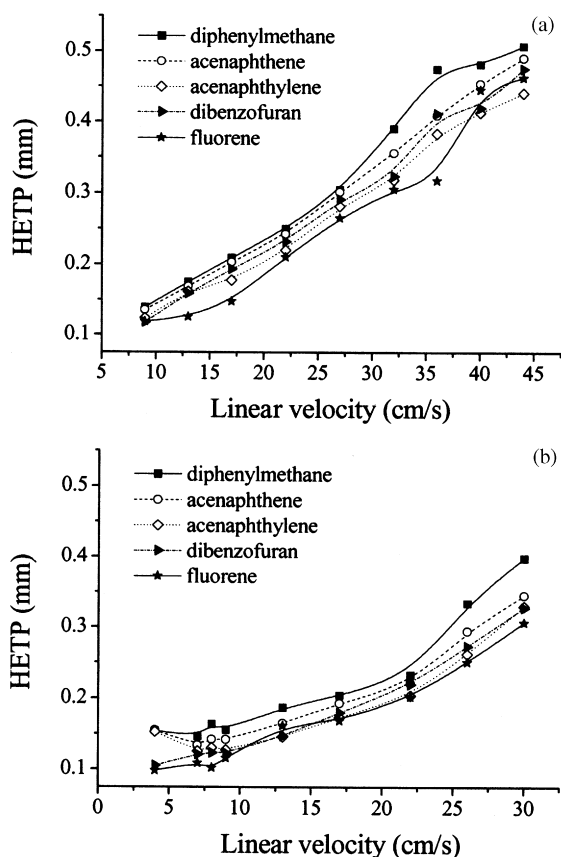 (a)
diphenylmethane
acenaphthene
acenaphthylene
dibenzofuran
fluorene
0.5
0.4
0.3
0.2
0.1
HETP (mm)
5 10 15 20 25 30 35 40 45
Linear velocity (cm/s)
(b)
diphenylmethane
acenaphthene
acenaphthylene
dibenzofuran
fluorene
0.5
0.4
0.3
0.2
0.1
HETP (mm)
0 5 10 15 20 25 30
Linear velocity (cm/s)